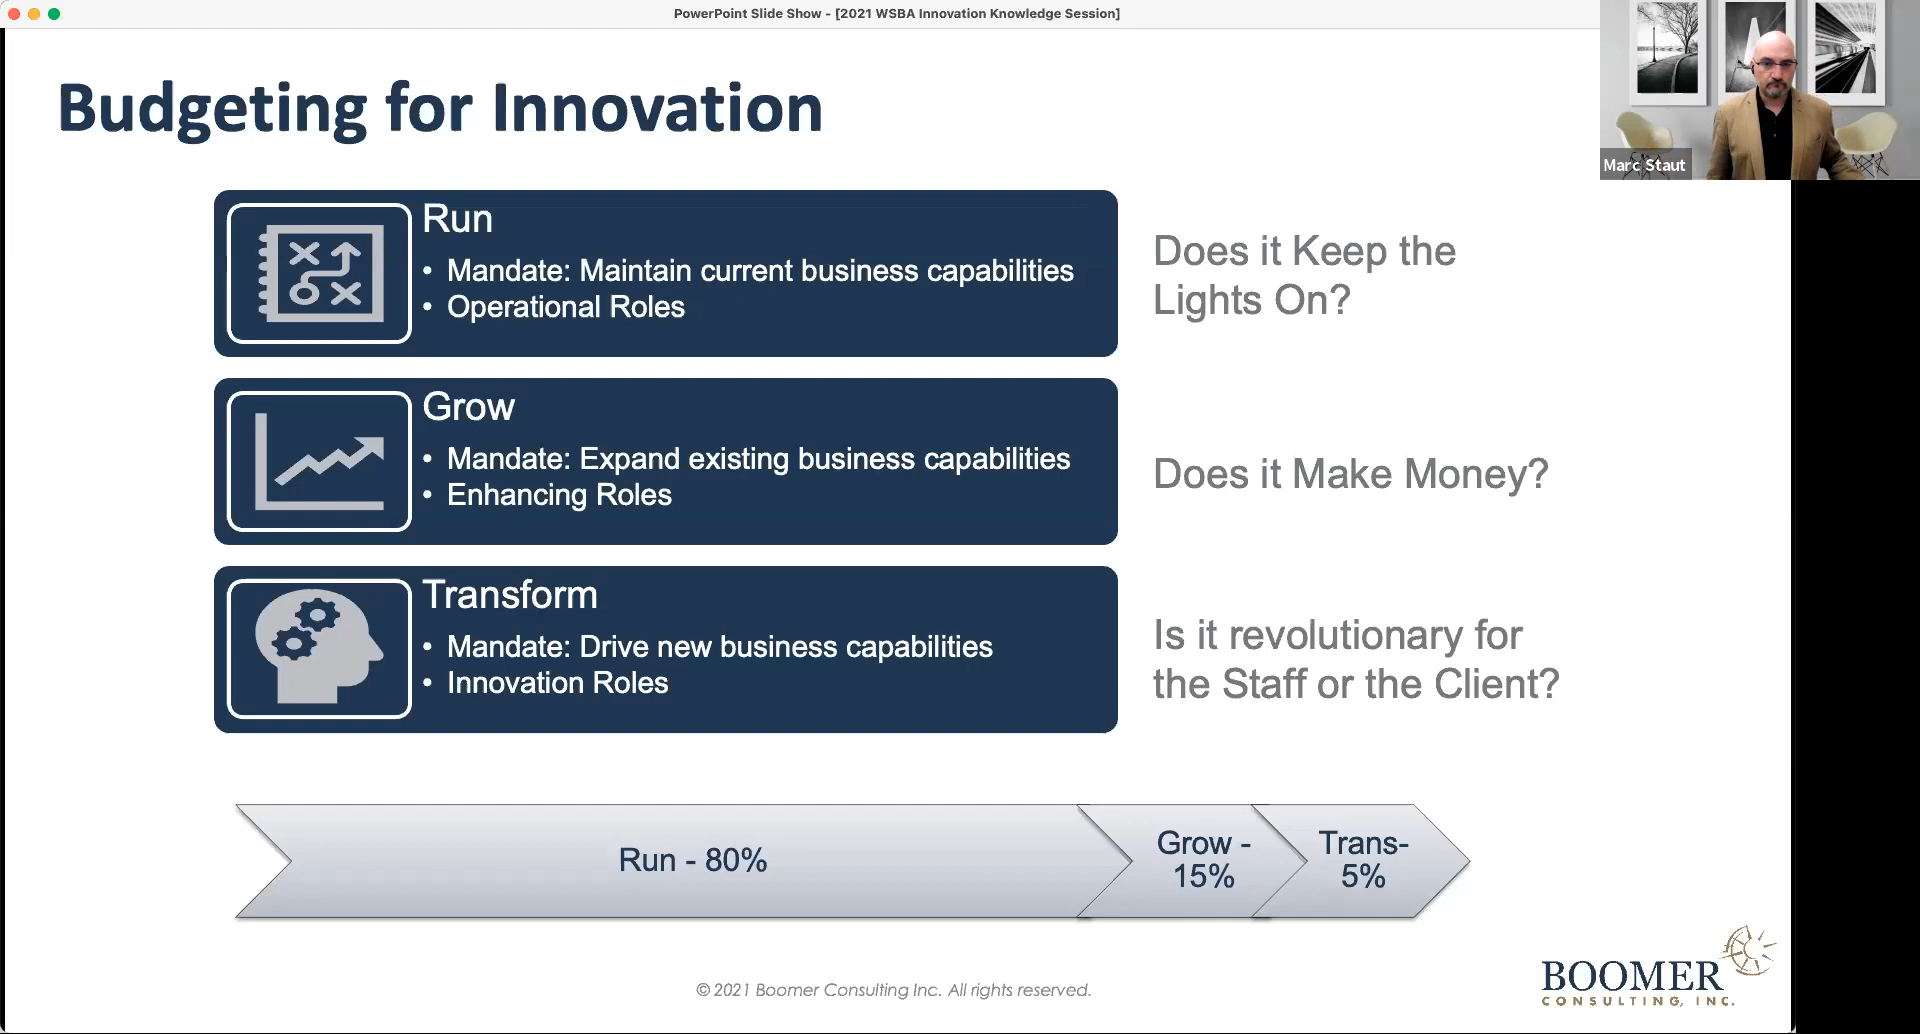 PowerPoint Slide Show - [2021 WSBA Innovation Knowledge Session]
Marc Staut
Budgeting for Innovation
Run
• Mandate: Maintain current business capabilities
• Operational Roles
Does it Keep the
Lights On?
Grow
• Mandate: Expand existing business capabilities
• Enhancing Roles
Does it Make Money?
Transform
• Mandate: Drive new business capabilities
• Innovation Roles
Is it revolutionary for
the Staff or the Client?
Run - 80%
Grow -
15%
Trans-
5%
© 2021 Boomer Consulting Inc. All rights reserved.
BOOMER
CONSULTING, INC.